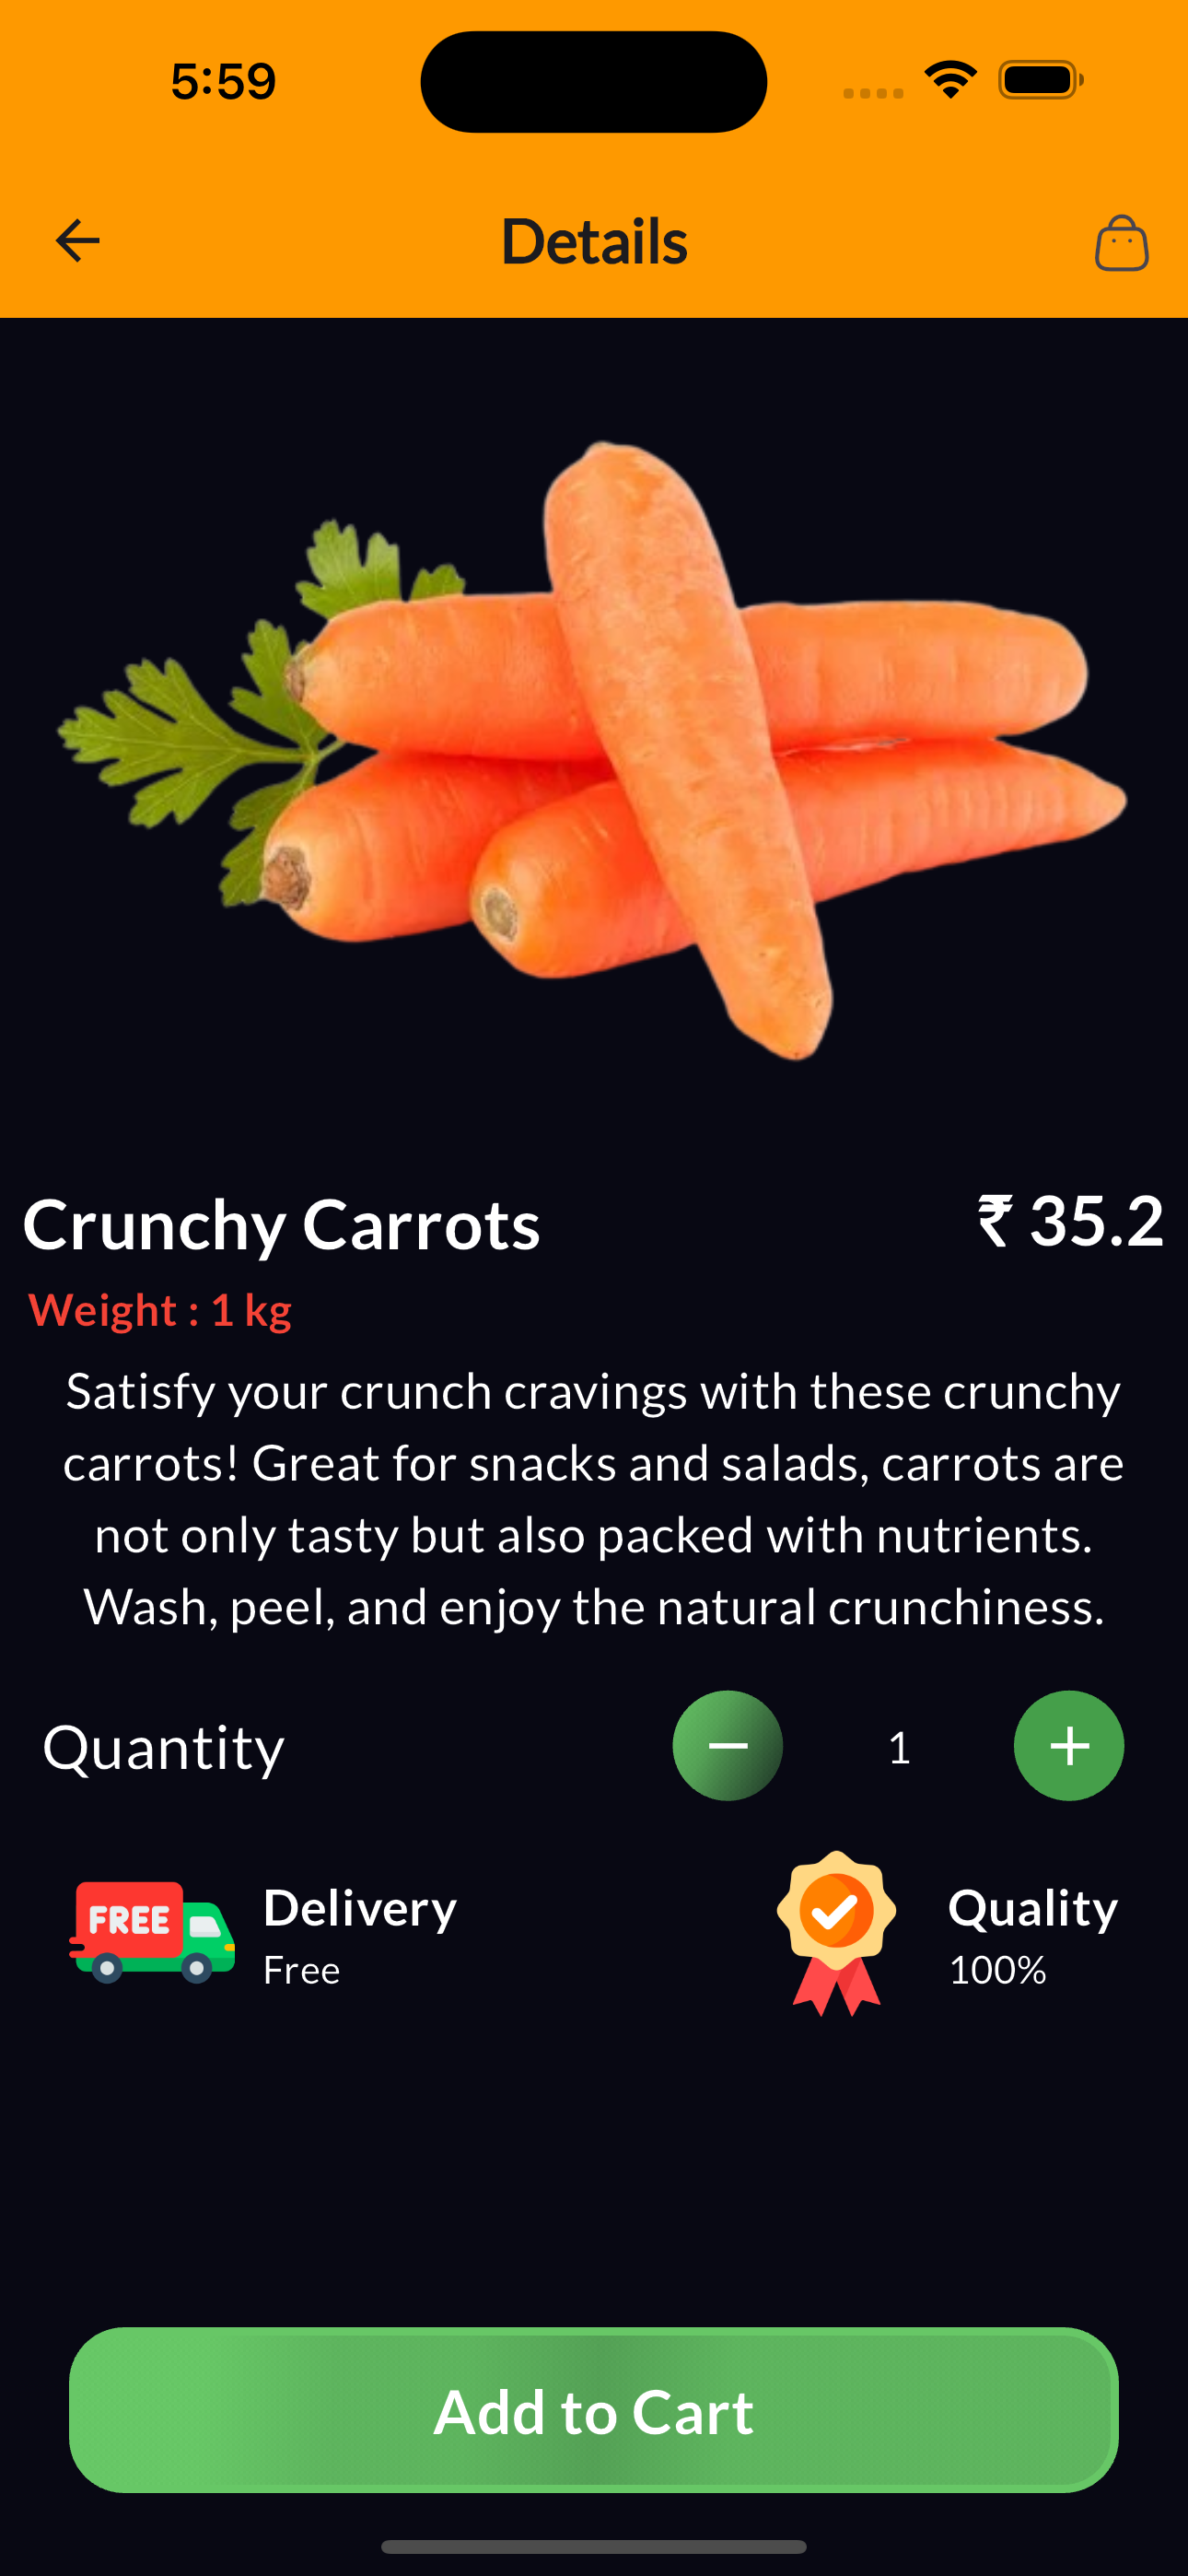 5:59
Details
Crunchy Carrots
₹ 35.2
Weight : 1 kg
Satisfy your crunch cravings with these crunchy
carrots! Great for snacks and salads, carrots are
not only tasty but also packed with nutrients.
Wash, peel, and enjoy the natural crunchiness.
Quantity
1
FREE
Delivery
Free
Quality
100%
Add to Cart